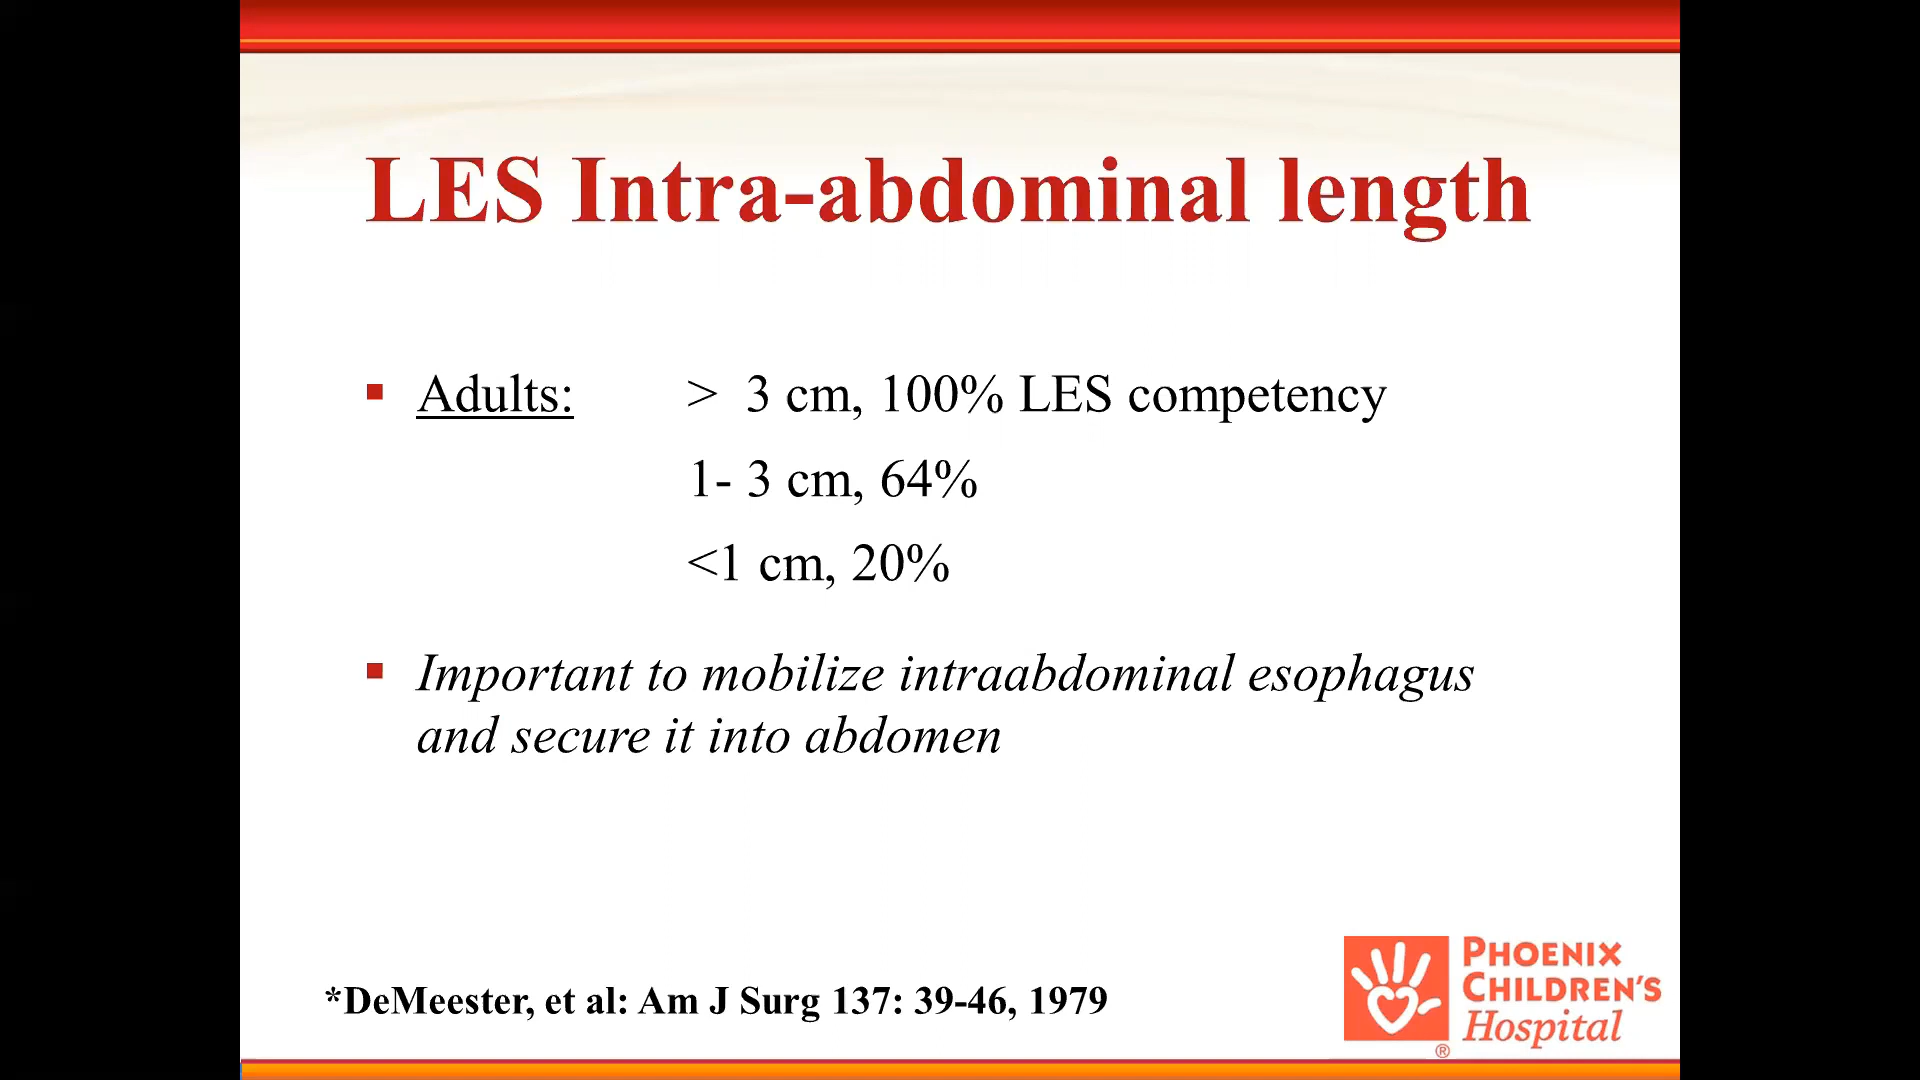 LES Intra-abdominal length
Adults: > 3 cm, 100% LES competency
1- 3 cm, 64%
<1 cm, 20%
Important to mobilize intraabdominal esophagus
and secure it into abdomen
*DeMeester, et al: Am J Surg 137: 39-46, 1979
PHOENIX
CHILDREN'S
Hospital
®